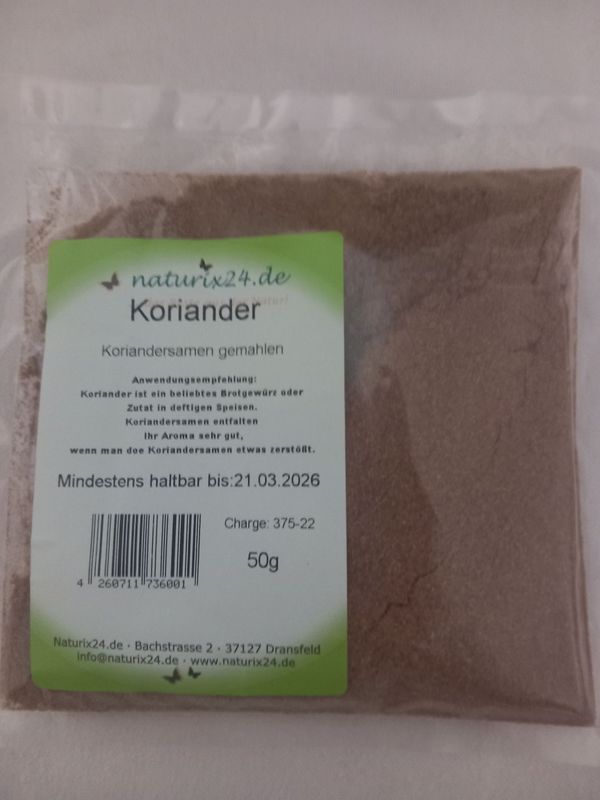 naturix24.de
Koriander
Koriandersamen gemahlen
Anwendungsempfehlung:
Koriander ist ein beliebtes Brotgewürz oder
Zutat in deftigen Speisen.
Koriandersamen entfalten
Ihr Aroma sehr gut,
wenn man doe Koriandersamen etwas zerstößt.
Mindestens haltbar bis:21.03.2026
Charge: 375-22
50g
4 260711 736001
Naturix24.de · Bachstrasse 2 · 37127 Dransfeld
info@naturix24.de · www.naturix24.de